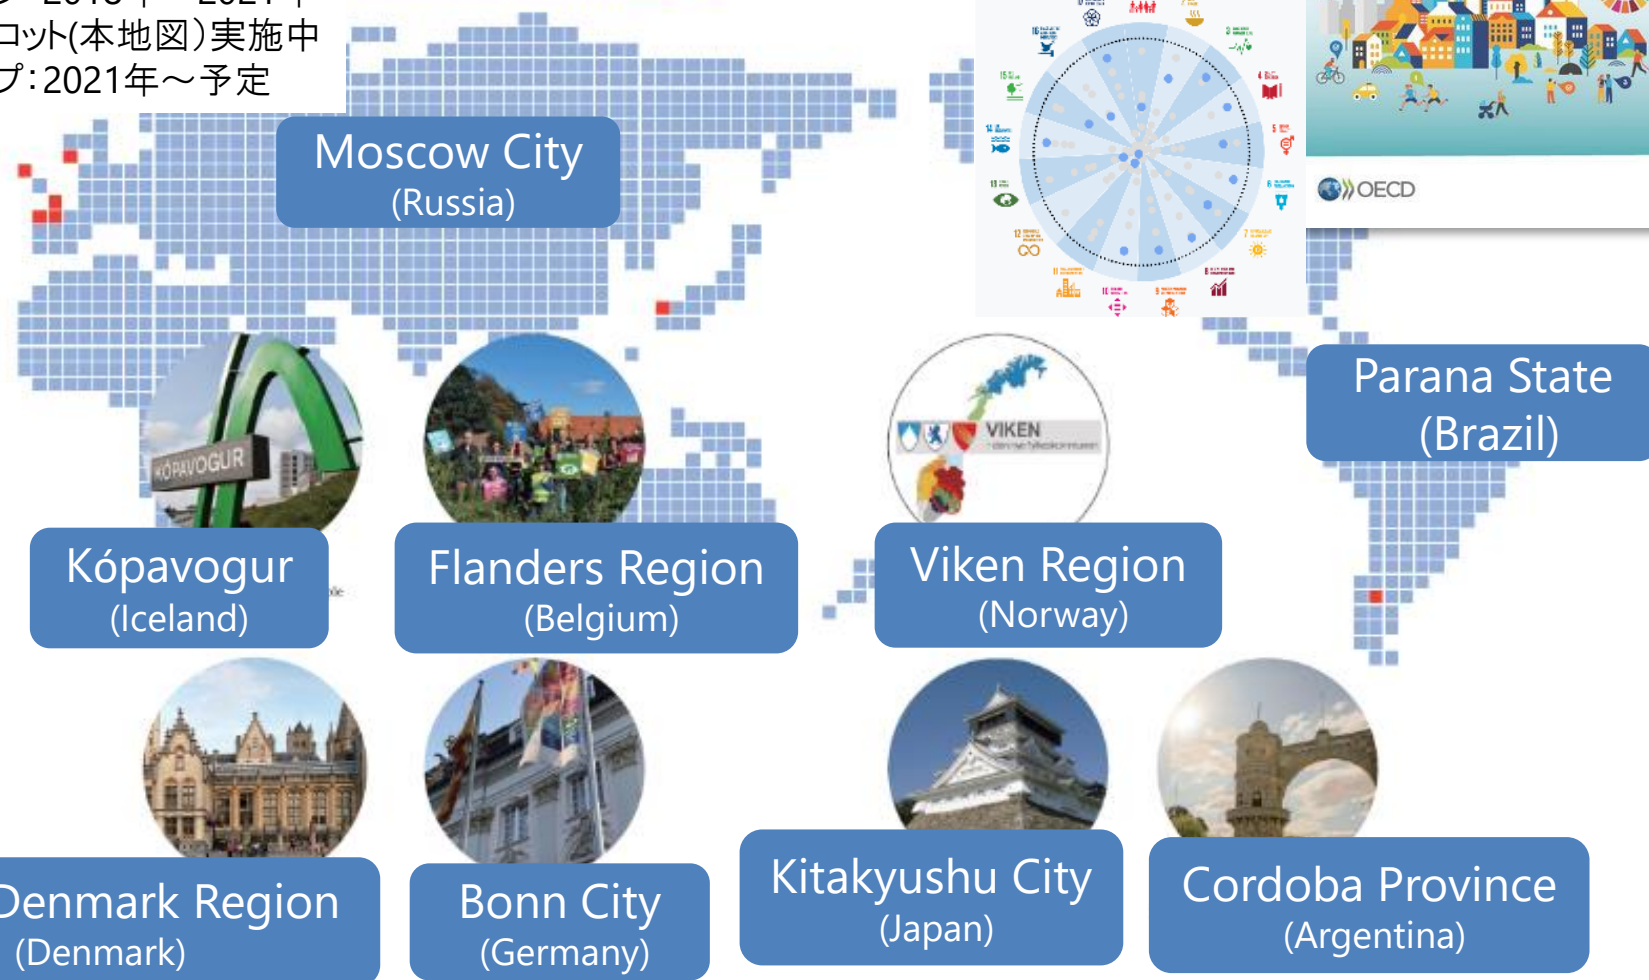 コット(本地図）実施中
プ：2021年～予定
Moscow City
(Russia)
OECD
Parana State
(Brazil)
KÓPAVOGUR
VIKEN
Kópavogur
(Iceland)
Flanders Region
(Belgium)
Viken Region
(Norway)
Denmark Region
(Denmark)
Bonn City
(Germany)
Kitakyushu City
(Japan)
Cordoba Province
(Argentina)